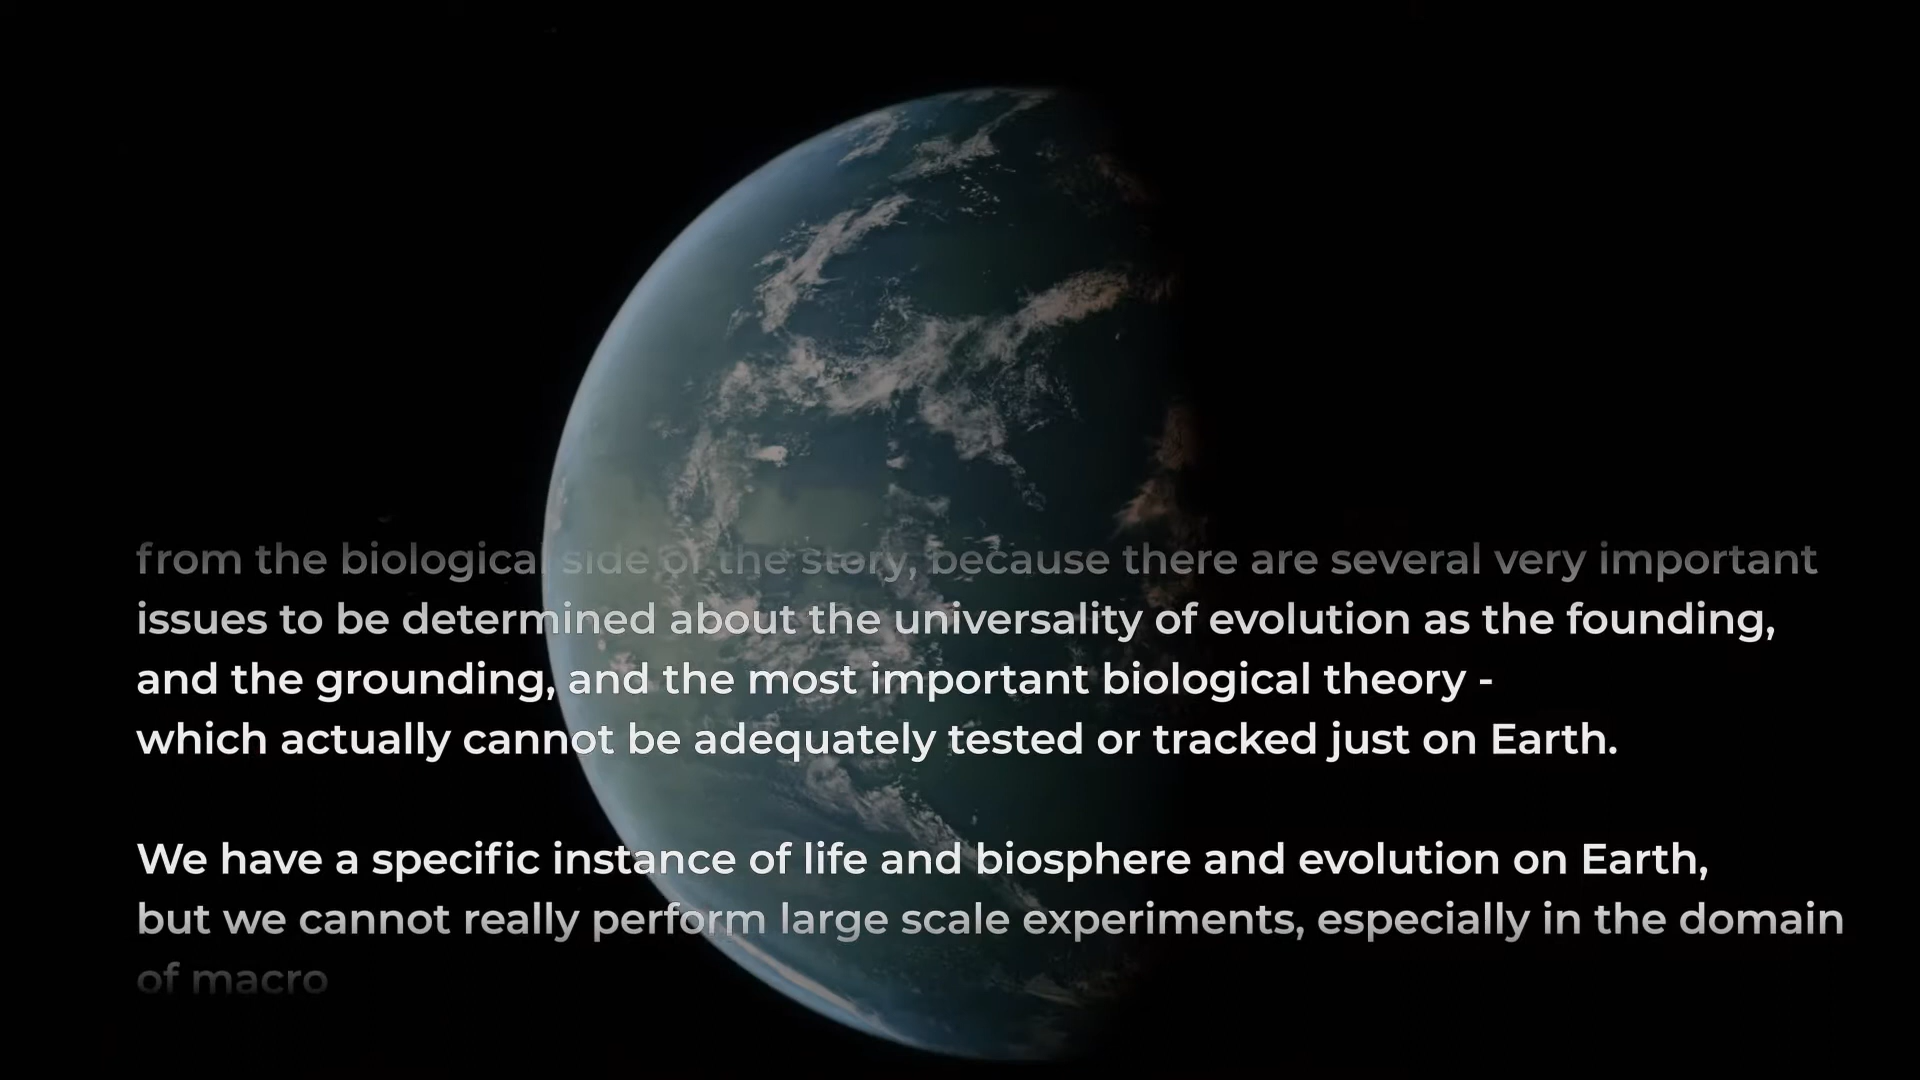 from the biological side of the story, because there are several very important
issues to be determined about the universality of evolution as the founding,
and the grounding, and the most important biological theory -
which actually cannot be adequately tested or tracked just on Earth.
We have a specific instance of life and biosphere and evolution on Earth,
but we cannot really perform large scale experiments, especially in the domain
of macro